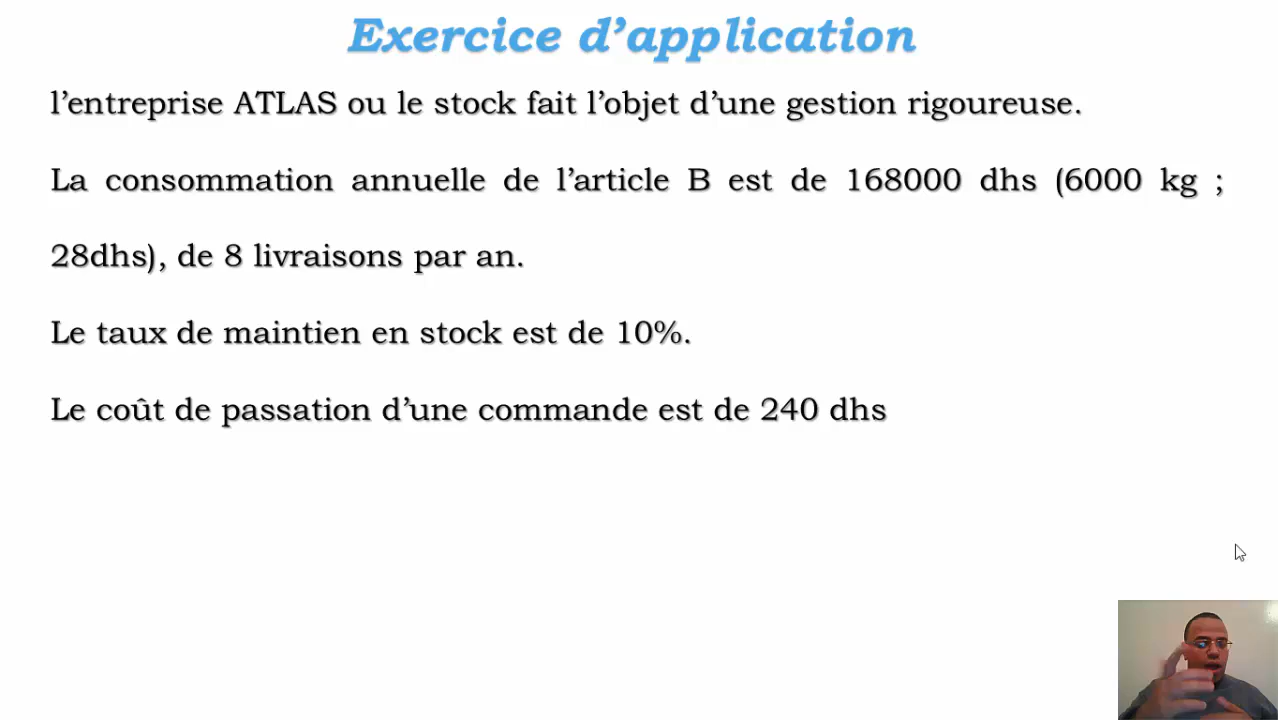 Exercice d’application
l’entreprise ATLAS ou le stock fait l’objet d’une gestion rigoureuse.
La consommation annuelle de l’article B est de 168000 dhs (6000 kg ;
28dhs), de 8 livraisons par an.
Le taux de maintien en stock est de 10%.
Le coût de passation d’une commande est de 240 dhs